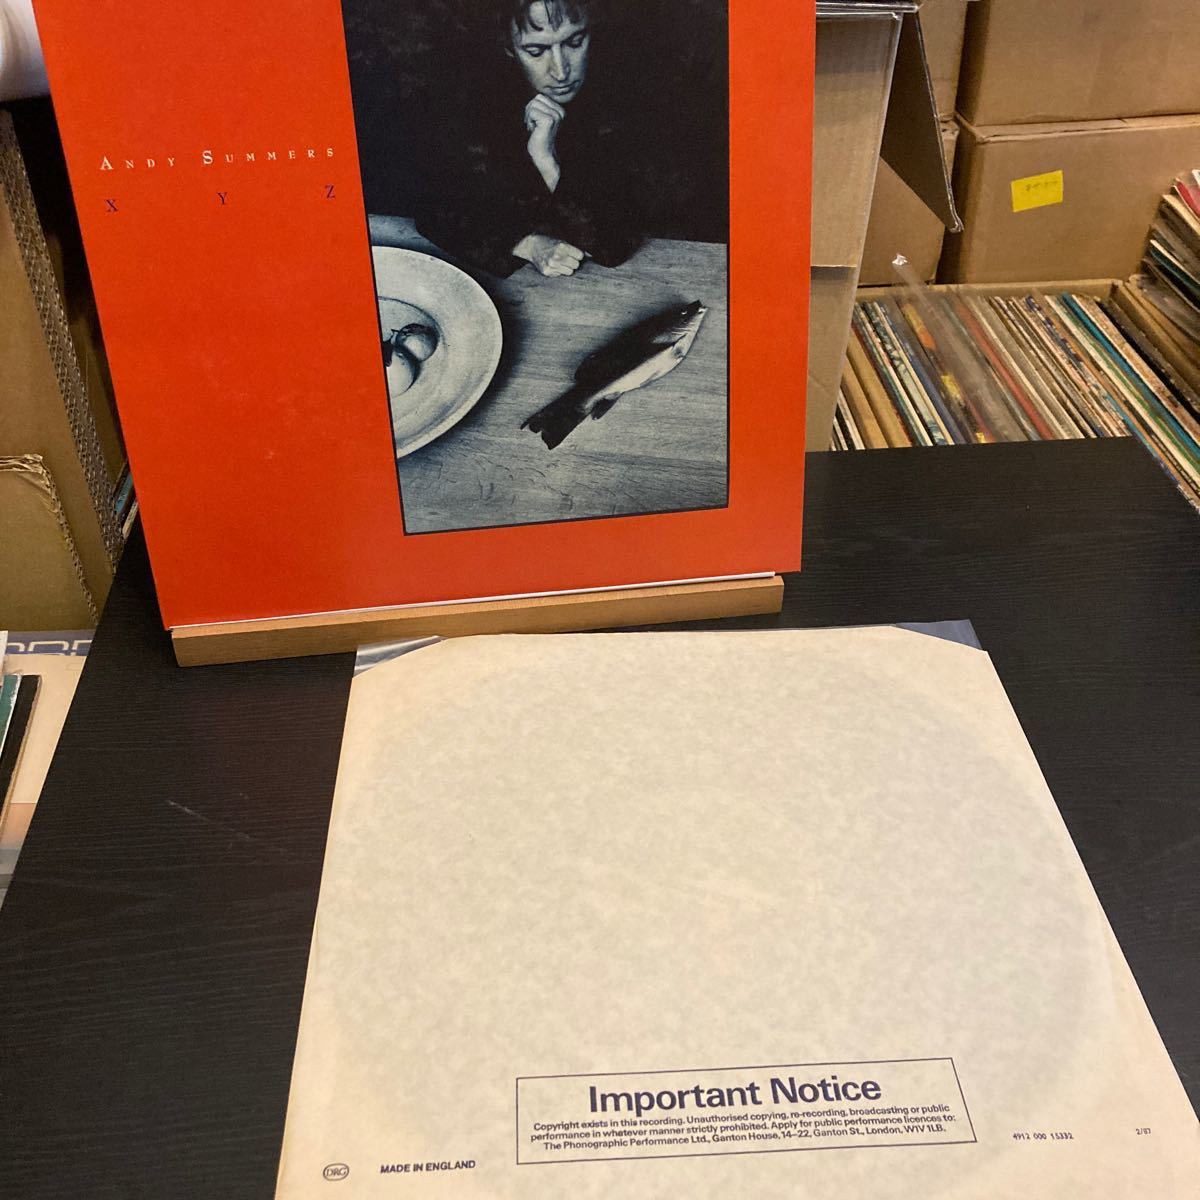 ANDY SUMMERS
X Y Z
Important Notice
Copyright exists in this recording. Unauthorised copying, re-recording, broadcasting or public
performance in whatever manner strictly prohibited. Apply for public performance licences to:
The Phonographic Performance Ltd., Ganton House, 14–22, Ganton St., London, W1V 1LB.
4912 000 15332
2/87
DRG
MADE IN ENGLAND